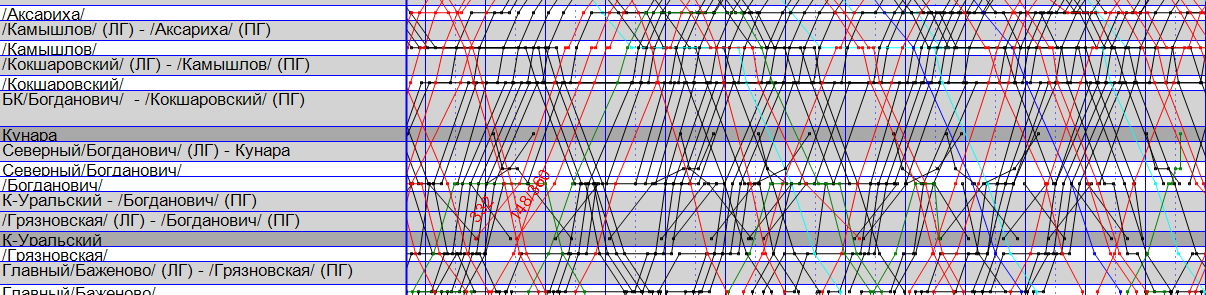 /Аксариха/
/Камышлов/ (ЛГ) - /Аксариха/ (ПГ)
/Камышлов/
/Кокшаровский/ (ЛГ) - /Камышлов/ (ПГ)
/Кокшаровский/
БК/Богданович/ - /Кокшаровский/ (ПГ)
Кунара
Северный/Богданович/ (ЛГ) - Кунара
Северный/Богданович/
/Богданович/
К-Уральский - /Богданович/ (ПГ)
/Грязновская/ (ЛГ) - /Богданович/ (ПГ)
К-Уральский
/Грязновская/
Главный/Баженово/ (ЛГ) - /Грязновская/ (ПГ)
Главный/Баженово/